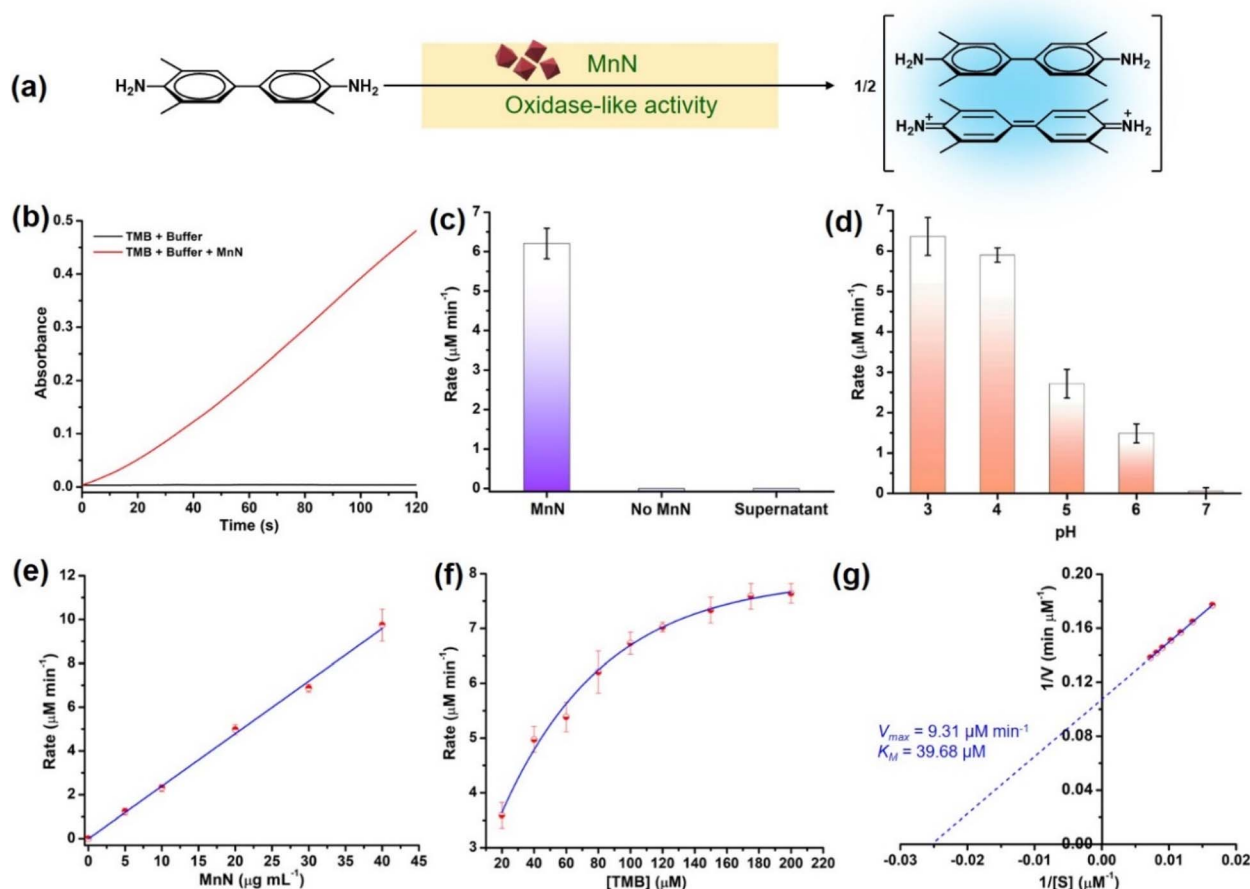 (a)
H₂N
NH₂
MnN
Oxidase-like activity
1/2
H₂N
NH₂
H₂N
+
+
NH₂
(b)
0.5
0.4
0.3
0.2
0.1
0.0
Absorbance
TMB + Buffer
TMB + Buffer + MnN
0 20 40 60 80 100 120
Time (s)
(c)
7
6
5
4
3
2
1
0
Rate (μM min⁻¹)
MnN No MnN Supernatant
(d)
7
6
5
4
3
2
1
0
Rate (μM min⁻¹)
3 4 5 6 7
pH
(e)
12
10
8
6
4
2
0
Rate (μM min⁻¹)
0 5 10 15 20 25 30 35 40 45
MnN (μg mL⁻¹)
(f)
8
7
6
5
4
3
Rate (μM min⁻¹)
20 40 60 80 100 120 140 160 180 200 220
[TMB] (μM)
(g)
0.20
0.16
0.12
0.08
0.04
0.00
1/V (min μM⁻¹)
Vmax = 9.31 μM min⁻¹
KM = 39.68 μM
-0.03 -0.02 -0.01 0.00 0.01 0.02
1/[S] (μM⁻¹)